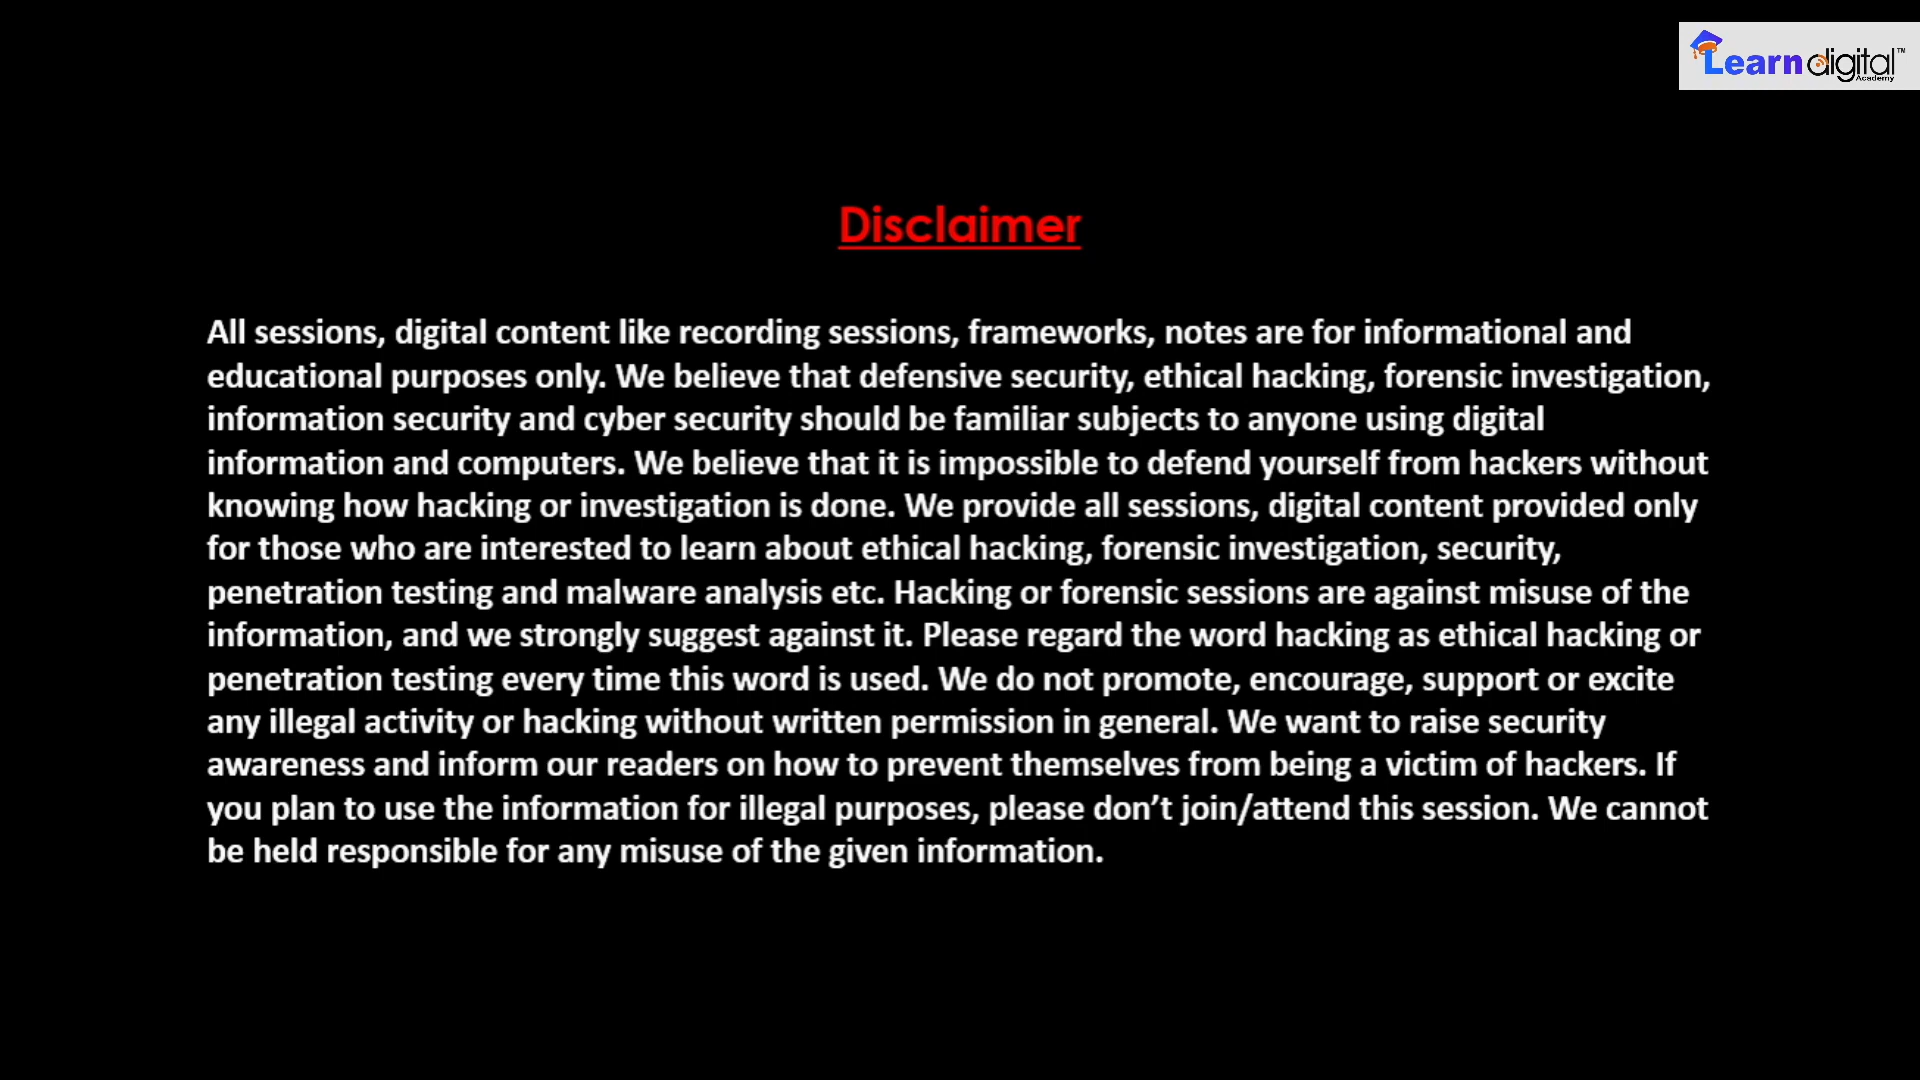 Learn digital™
Academy
Disclaimer
All sessions, digital content like recording sessions, frameworks, notes are for informational and
educational purposes only. We believe that defensive security, ethical hacking, forensic investigation,
information security and cyber security should be familiar subjects to anyone using digital
information and computers. We believe that it is impossible to defend yourself from hackers without
knowing how hacking or investigation is done. We provide all sessions, digital content provided only
for those who are interested to learn about ethical hacking, forensic investigation, security,
penetration testing and malware analysis etc. Hacking or forensic sessions are against misuse of the
information, and we strongly suggest against it. Please regard the word hacking as ethical hacking or
penetration testing every time this word is used. We do not promote, encourage, support or excite
any illegal activity or hacking without written permission in general. We want to raise security
awareness and inform our readers on how to prevent themselves from being a victim of hackers. If
you plan to use the information for illegal purposes, please don’t join/attend this session. We cannot
be held responsible for any misuse of the given information.